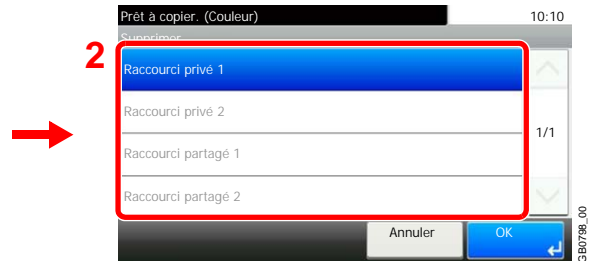 Prêt à copier. (Couleur) 10:10
Supprimer
2
Raccourci privé 1
Raccourci privé 2
1/1
Raccourci partagé 1
Raccourci partagé 2
Annuler OK
GB0798_00